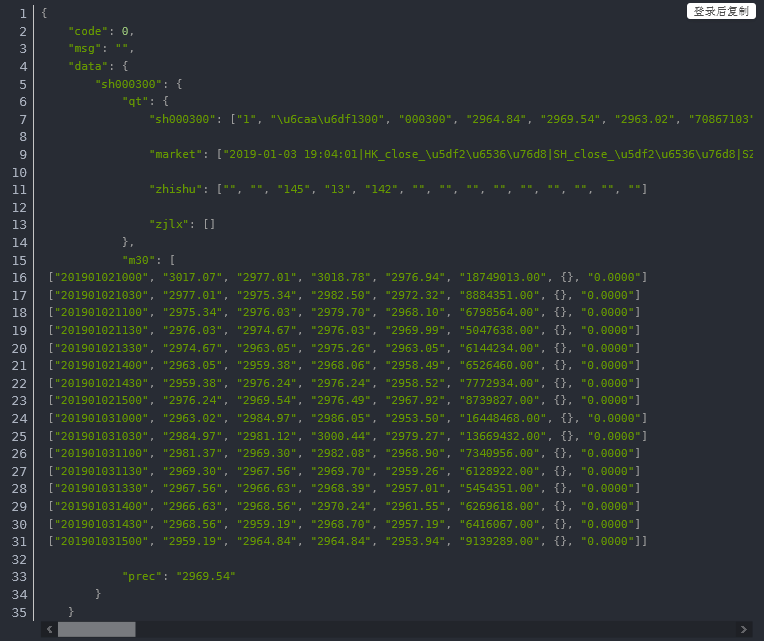 登录后复制
1 {
2 "code": 0,
3 "msg": "",
4 "data": {
5 "sh000300": {
6 "qt": {
7 "sh000300": ["1", "\u6caa\u6df1300", "000300", "2964.84", "2969.54", "2963.02", "70867103"
8
9 "market": ["2019-01-03 19:04:01|HK_close_\u5df2\u6536\u76d8|SH_close_\u5df2\u6536\u76d8|SZ
10
11 "zhishu": ["", "", "145", "13", "142", "", "", "", "", "", "", "", "", ""]
12
13 "zjlx": []
14 },
15 "m30": [
16 ["201901021000", "3017.07", "2977.01", "3018.78", "2976.94", "18749013.00", {}, "0.0000"]
17 ["201901021030", "2977.01", "2975.34", "2982.50", "2972.32", "8884351.00", {}, "0.0000"]
18 ["201901021100", "2975.34", "2976.03", "2979.70", "2968.10", "6798564.00", {}, "0.0000"]
19 ["201901021130", "2976.03", "2974.67", "2976.03", "2969.99", "5047638.00", {}, "0.0000"]
20 ["201901021330", "2974.67", "2963.05", "2975.26", "2963.05", "6144234.00", {}, "0.0000"]
21 ["201901021400", "2963.05", "2959.38", "2968.06", "2958.49", "6526460.00", {}, "0.0000"]
22 ["201901021430", "2959.38", "2976.24", "2976.24", "2958.52", "7772934.00", {}, "0.0000"]
23 ["201901021500", "2976.24", "2969.54", "2976.49", "2967.92", "8739827.00", {}, "0.0000"]
24 ["201901031000", "2963.02", "2984.97", "2986.05", "2953.50", "16448468.00", {}, "0.0000"]
25 ["201901031030", "2984.97", "2981.12", "3000.44", "2979.27", "13669432.00", {}, "0.0000"]
26 ["201901031100", "2981.37", "2969.30", "2982.08", "2968.90", "7340956.00", {}, "0.0000"]
27 ["201901031130", "2969.30", "2967.56", "2969.70", "2959.26", "6128922.00", {}, "0.0000"]
28 ["201901031330", "2967.56", "2966.63", "2968.39", "2957.01", "5454351.00", {}, "0.0000"]
29 ["201901031400", "2966.63", "2968.56", "2970.24", "2961.55", "6269618.00", {}, "0.0000"]
30 ["201901031430", "2968.56", "2959.19", "2968.70", "2957.19", "6416067.00", {}, "0.0000"]
31 ["201901031500", "2959.19", "2964.84", "2964.84", "2953.94", "9139289.00", {}, "0.0000"]]
32
33 "prec": "2969.54"
34 }
35 }